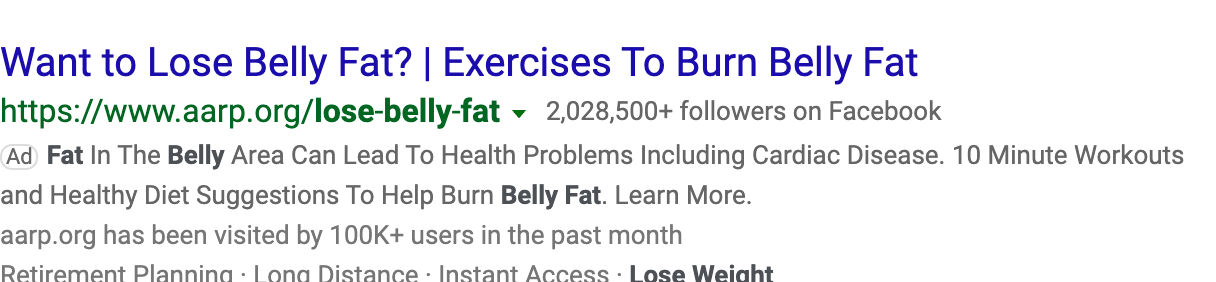 Want to Lose Belly Fat? | Exercises To Burn Belly Fat
https://www.aarp.org/lose-belly-fat 2,028,500+ followers on Facebook
Ad Fat In The Belly Area Can Lead To Health Problems Including Cardiac Disease. 10 Minute Workouts
and Healthy Diet Suggestions To Help Burn Belly Fat. Learn More.
aarp.org has been visited by 100K+ users in the past month
Retirement Planning · Long Distance · Instant Access · Lose Weight